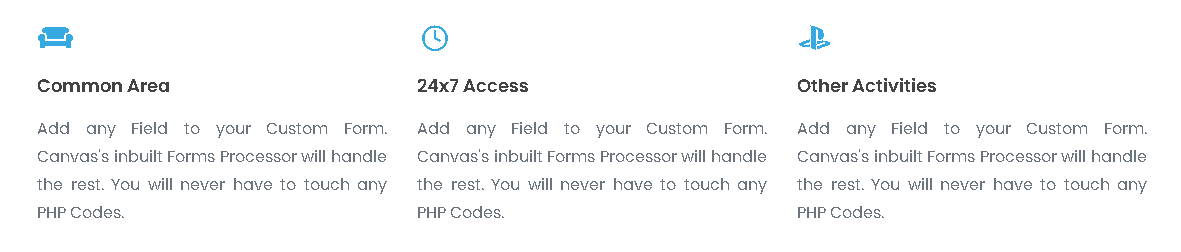 Common Area
Add any Field to your Custom Form.
Canvas's inbuilt Forms Processor will handle
the rest. You will never have to touch any
PHP Codes.
24x7 Access
Add any Field to your Custom Form.
Canvas's inbuilt Forms Processor will handle
the rest. You will never have to touch any
PHP Codes.
Other Activities
Add any Field to your Custom Form.
Canvas's inbuilt Forms Processor will handle
the rest. You will never have to touch any
PHP Codes.